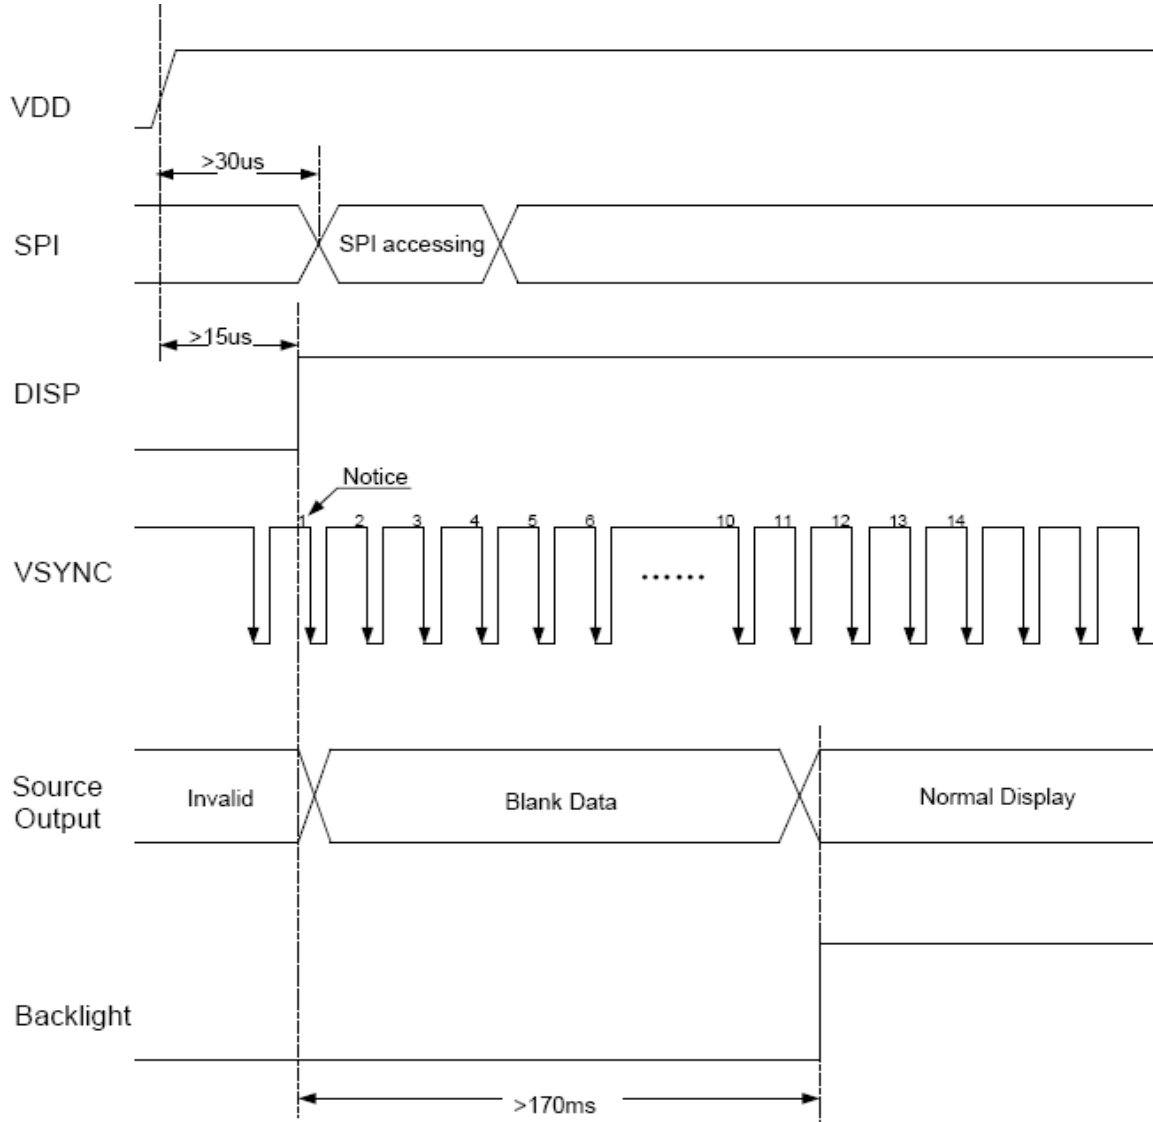 VDD
>30us
SPI
SPI accessing
>15us
DISP
Notice
1 2 3 4 5 6 10 11 12 13 14
VSYNC
......
Source
Output
Invalid
Blank Data
Normal Display
Backlight
>170ms